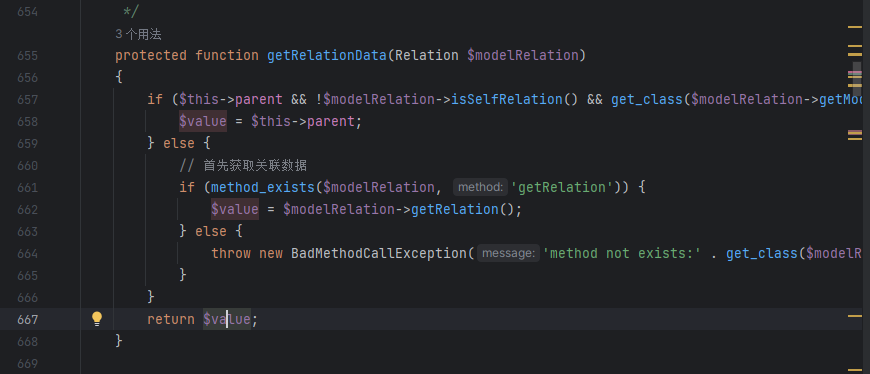 654 */
3 个用法
655 protected function getRelationData(Relation $modelRelation)
656 {
657 if ($this->parent && !$modelRelation->isSelfRelation() && get_class($modelRelation->getMod
658 $value = $this->parent;
659 } else {
660 // 首先获取关联数据
661 if (method_exists($modelRelation, method: 'getRelation')) {
662 $value = $modelRelation->getRelation();
663 } else {
664 throw new BadMethodCallException( message: 'method not exists:' . get_class($modelR
665 }
666 }
667 return $value;
668 }
669